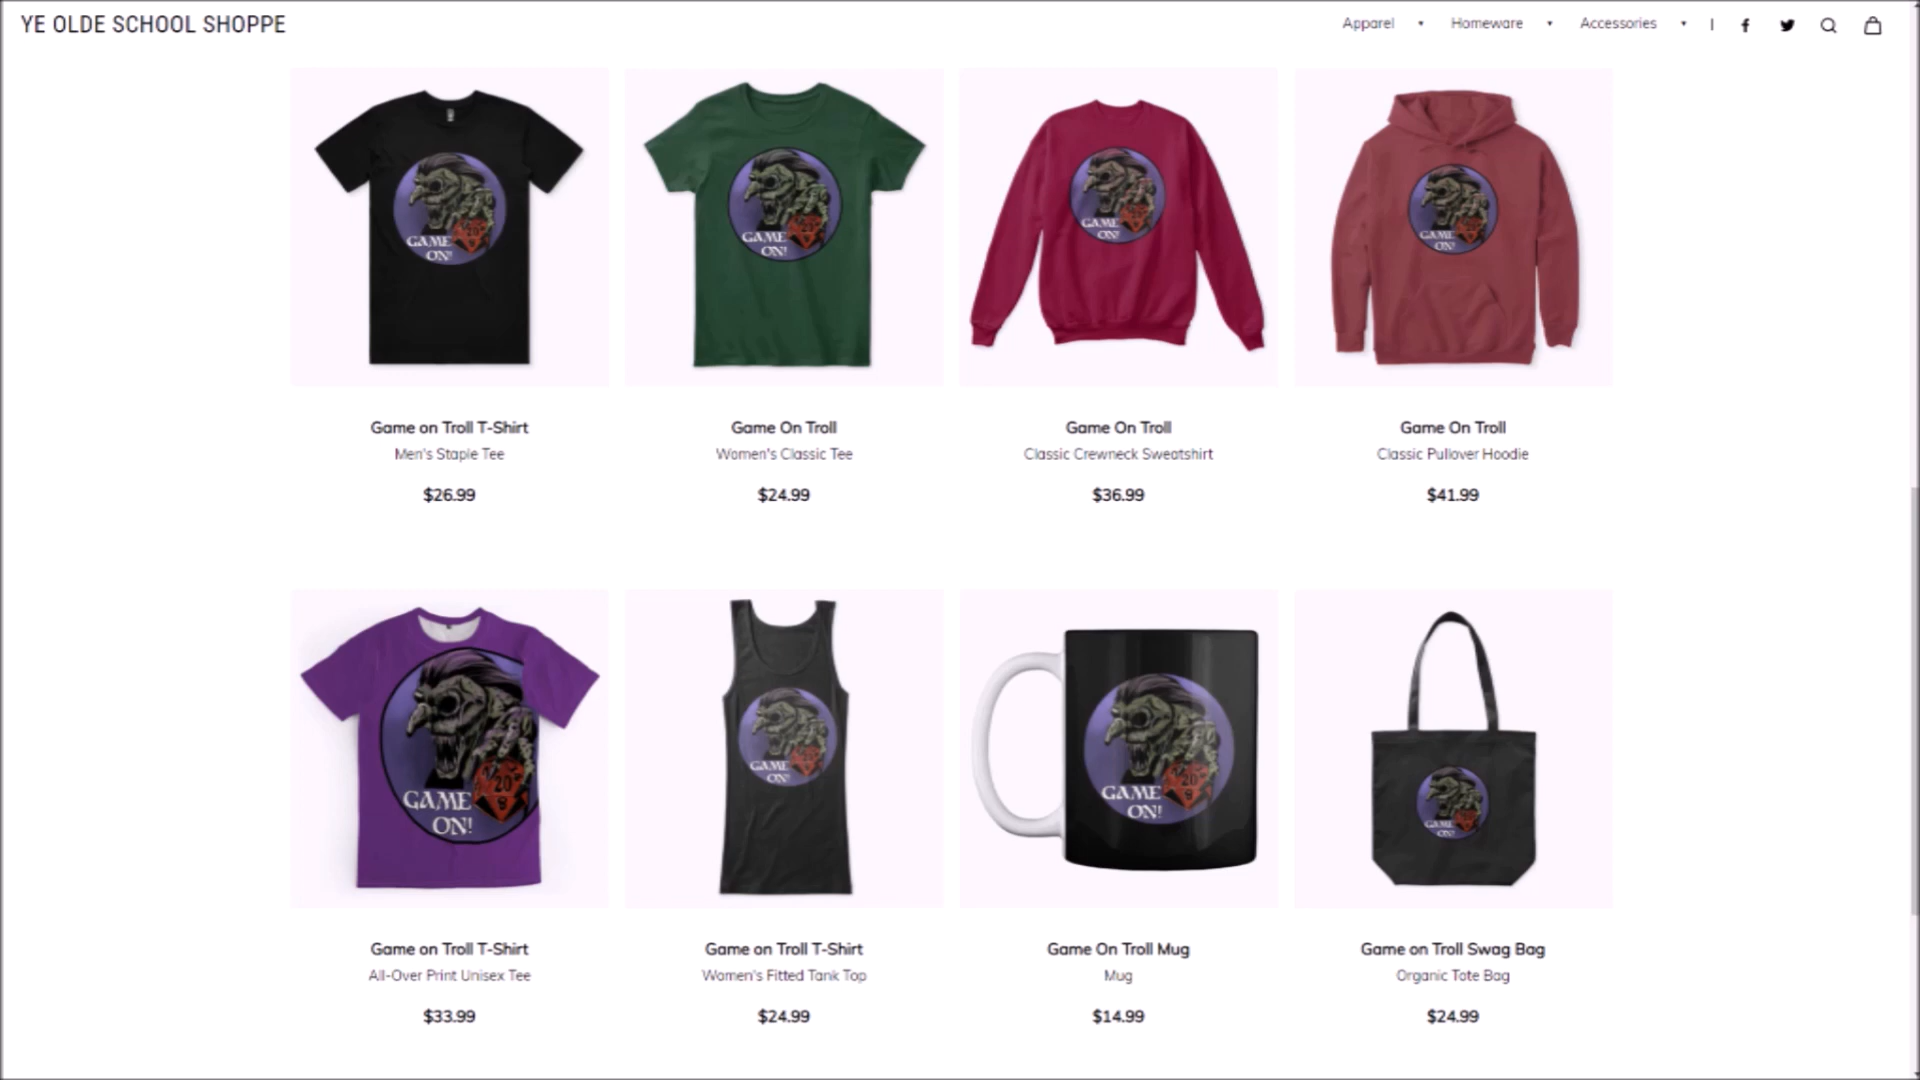 YE OLDE SCHOOL SHOPPE
Apparel ▾ Homeware ▾ Accessories ▾ |
GAME
ON!
20
GAME
ON!
20
GAME
ON!
GAME
ON!
Game on Troll T-Shirt
Men's Staple Tee
$26.99
Game On Troll
Women's Classic Tee
$24.99
Game On Troll
Classic Crewneck Sweatshirt
$36.99
Game On Troll
Classic Pullover Hoodie
$41.99
GAME
ON!
20
GAME
ON!
GAME
ON!
20
GAME
ON!
Game on Troll T-Shirt
All-Over Print Unisex Tee
$33.99
Game on Troll T-Shirt
Women's Fitted Tank Top
$24.99
Game On Troll Mug
Mug
$14.99
Game on Troll Swag Bag
Organic Tote Bag
$24.99